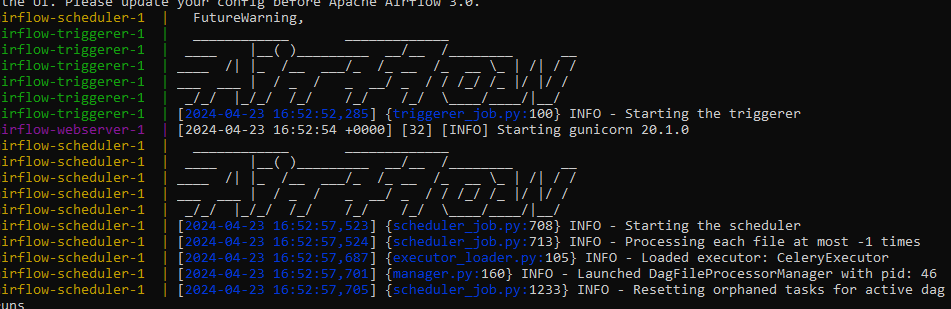 the UI. Please update your config before Apache Airflow 3.0.
irflow-scheduler-1 | FutureWarning,
irflow-triggerer-1 | ____________ _____________
irflow-triggerer-1 | ____ |__( )_________ __/__ /________ __
irflow-triggerer-1 | ____ /| |_ /__ ___/_ /_ __ /_ __ \_ | /| / /
irflow-triggerer-1 | ___ ___ | / _ / _ __/ _ / / /_/ /_ |/ |/ /
irflow-triggerer-1 | _/_/ |_/_/ /_/ /_/ /_/ \____/____/|__/
irflow-triggerer-1 | [2024-04-23 16:52:52,285] {triggerer_job.py:100} INFO - Starting the triggerer
irflow-webserver-1 | [2024-04-23 16:52:54 +0000] [32] [INFO] Starting gunicorn 20.1.0
irflow-scheduler-1 | ____________ _____________
irflow-scheduler-1 | ____ |__( )_________ __/__ /________ __
irflow-scheduler-1 | ____ /| |_ /__ ___/_ /_ __ /_ __ \_ | /| / /
irflow-scheduler-1 | ___ ___ | / _ / _ __/ _ / / /_/ /_ |/ |/ /
irflow-scheduler-1 | _/_/ |_/_/ /_/ /_/ /_/ \____/____/|__/
irflow-scheduler-1 | [2024-04-23 16:52:57,523] {scheduler_job.py:708} INFO - Starting the scheduler
irflow-scheduler-1 | [2024-04-23 16:52:57,524] {scheduler_job.py:713} INFO - Processing each file at most -1 times
irflow-scheduler-1 | [2024-04-23 16:52:57,687] {executor_loader.py:105} INFO - Loaded executor: CeleryExecutor
irflow-scheduler-1 | [2024-04-23 16:52:57,701] {manager.py:160} INFO - Launched DagFileProcessorManager with pid: 46
irflow-scheduler-1 | [2024-04-23 16:52:57,705] {scheduler_job.py:1233} INFO - Resetting orphaned tasks for active dag
uns